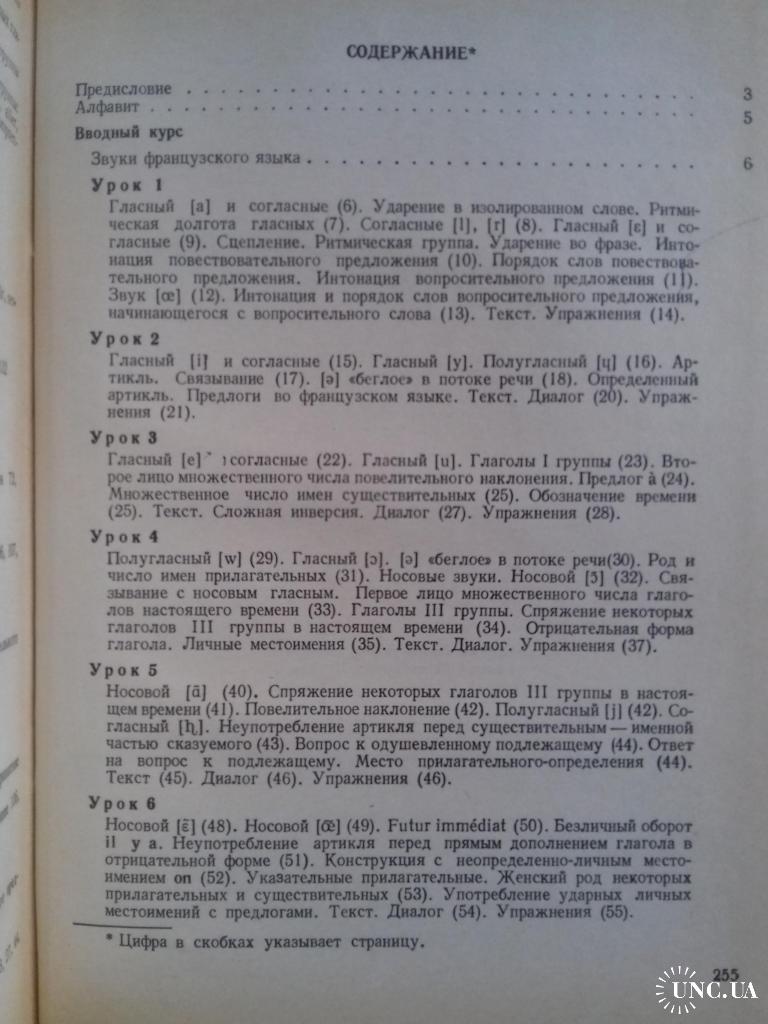 СОДЕРЖАНИЕ*
Предисловие . . . . . . . . . . . . . . . . . . . . . . . . . . . . 3
Алфавит . . . . . . . . . . . . . . . . . . . . . . . . . . . . . . 5
Вводный курс
Звуки французского языка . . . . . . . . . . . . . . . . . . . . 6
Урок 1
Гласный [a] и согласные (6). Ударение в изолированном слове. Ритми-
ческая долгота гласных (7). Согласные [l], [r] (8). Гласный [ɛ] и со-
гласные (9). Сцепление. Ритмическая группа. Ударение во фразе. Инто-
нация повествовательного предложения (10). Порядок слов повествова-
тельного предложения. Интонация вопросительного предложения (11).
Звук [œ] (12). Интонация и порядок слов вопросительного предложения,
начинающегося с вопросительного слова (13). Текст. Упражнения (14).
Урок 2
Гласный [i] и согласные (15). Гласный [y]. Полугласный [ɥ] (16). Ар-
тикль. Связывание (17). [ə] «беглое» в потоке речи (18). Определенный
артикль. Предлоги во французском языке. Текст. Диалог (20). Упраж-
нения (21).
Урок 3
Гласный [e] согласные (22). Гласный [u]. Глаголы I группы (23). Вто-
рое лицо множественного числа повелительного наклонения. Предлог à (24).
Множественное число имен существительных (25). Обозначение времени
(25). Текст. Сложная инверсия. Диалог (27). Упражнения (28).
Урок 4
Полугласный [w] (29). Гласный [ɔ]. [ə] «беглое» в потоке речи(30). Род и
число имен прилагательных (31). Носовые звуки. Носовой [ɔ̃] (32). Свя-
зывание с носовым гласным. Первое лицо множественного числа глаго-
лов настоящего времени (33). Глаголы III группы. Спряжение некоторых
глаголов III группы в настоящем времени (34). Отрицательная форма
глагола. Личные местоимения (35). Текст. Диалог. Упражнения (37).
Урок 5
Носовой [ɑ̃] (40). Спряжение некоторых глаголов III группы в настоя-
щем времени (41). Повелительное наклонение (42). Полугласный [j] (42). Со-
гласный. Неупотребление артикля перед существительным — именной
частью сказуемого (43). Вопрос к одушевленному подлежащему (44). Ответ
на вопрос к подлежащему. Место прилагательного-определения (44).
Текст (45). Диалог (46). Упражнения (46).
Урок 6
Носовой [ɛ̃] (48). Носовой [œ̃] (49). Futur immédiat (50). Безличный оборот
il y a. Неупотребление артикля перед прямым дополнением глагола в
отрицательной форме (51). Конструкция с неопределенно-личным место-
имением on (52). Указательные прилагательные. Женский род некоторых
прилагательных и существительных (53). Употребление ударных личных
местоимений с предлогами. Текст. Диалог (54). Упражнения (55).
* Цифра в скобках указывает страницу.
255
UNC.UA